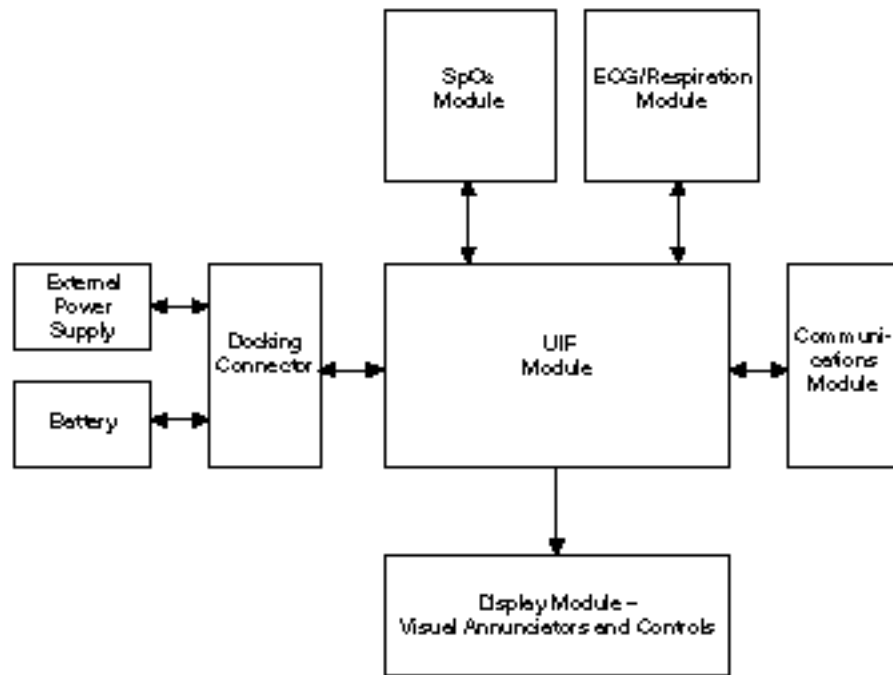 SpO₂
Module
ECG/Respiration
Module
External
Power
Supply
Docking
Connector
UIF
Module
Communi-
cations
Module
Battery
Display Module –
Visual Annunciators and Controls